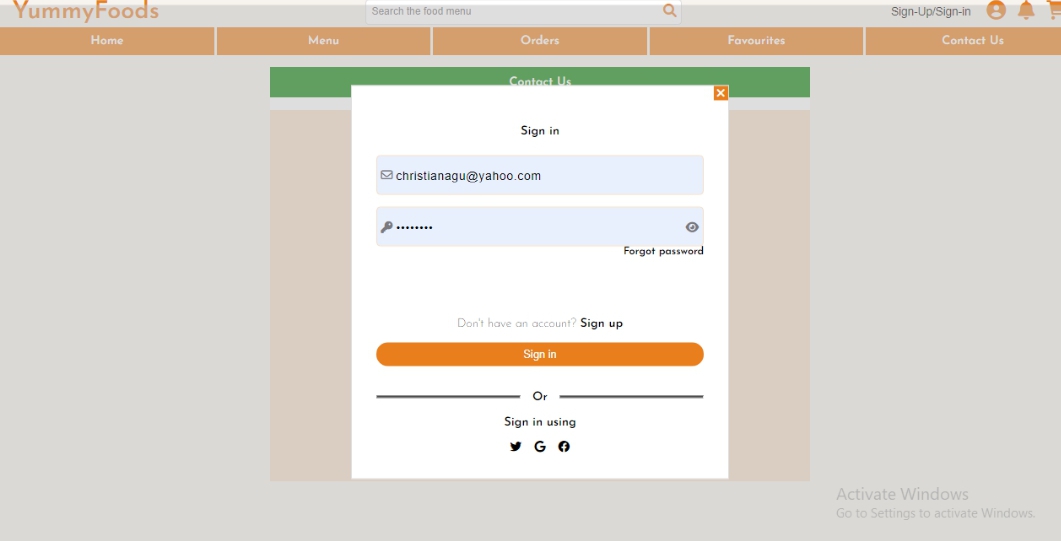 YummyFoods
Search the food menu
Sign-Up/Sign-in
Home
Menu
Orders
Favourites
Contact Us
Contact Us
Sign in
christianagu@yahoo.com
••••••••
Forgot password
Don't have an account? Sign up
Sign in
Or
Sign in using
Activate Windows
Go to Settings to activate Windows.